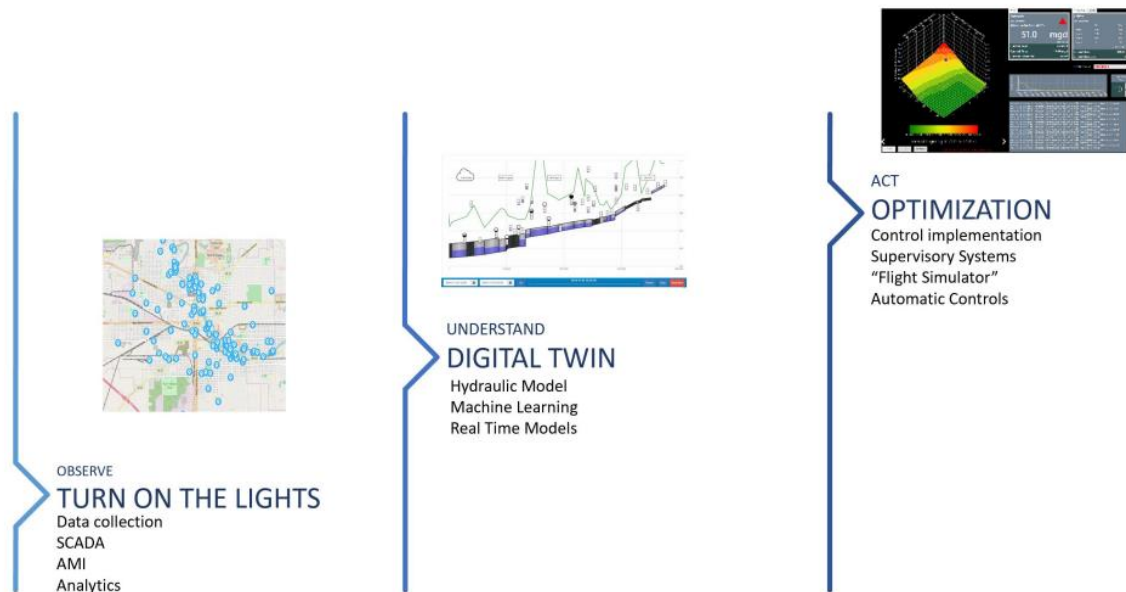 OBSERVE
TURN ON THE LIGHTS
Data collection
SCADA
AMI
Analytics
UNDERSTAND
DIGITAL TWIN
Hydraulic Model
Machine Learning
Real Time Models
51.0 mgd
ACT
OPTIMIZATION
Control implementation
Supervisory Systems
“Flight Simulator”
Automatic Controls